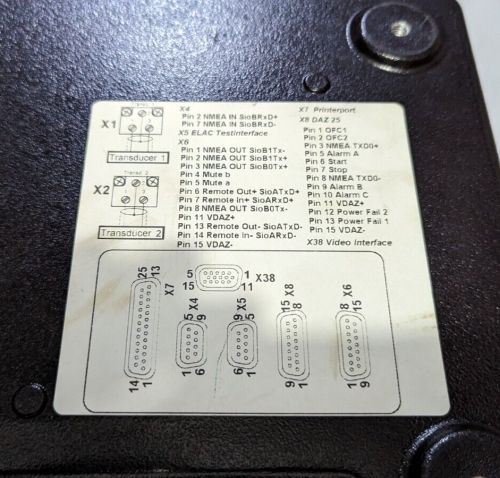 Transd. 1
X1
Transducer 1
Transd. 2
X2
Transducer 2
X4
Pin 2 NMEA IN SioBRxD+
Pin 7 NMEA IN SioBRxD-
X5 ELAC Testinterface
X6
Pin 1 NMEA OUT SioB1Tx-
Pin 2 NMEA OUT SioB1Tx+
Pin 3 NMEA OUT SioB0Tx+
Pin 4 Mute b
Pin 5 Mute a
Pin 6 Remote Out+ SioATxD+
Pin 7 Remote In+ SioARxD+
Pin 8 NMEA OUT SioB0Tx-
Pin 11 VDAZ+
Pin 13 Remote Out- SioATxD-
Pin 14 Remote In- SioARxD-
Pin 15 VDAZ-
X7 Printerport
X8 DAZ 25
Pin 1 OFC1
Pin 2 OFC2
Pin 3 NMEA TXD0+
Pin 5 Alarm A
Pin 6 Start
Pin 7 Stop
Pin 8 NMEA TXD0-
Pin 9 Alarm B
Pin 10 Alarm C
Pin 11 VDAZ+
Pin 12 Power Fail 2
Pin 13 Power Fail 1
Pin 15 VDAZ-
X38 Video Interface
25 13
X7
14 1
5 1
15 11
X38
5 9
X4
1 6
9 5
X5
6 1
15 8
X8
9 1
8 15
X6
1 9